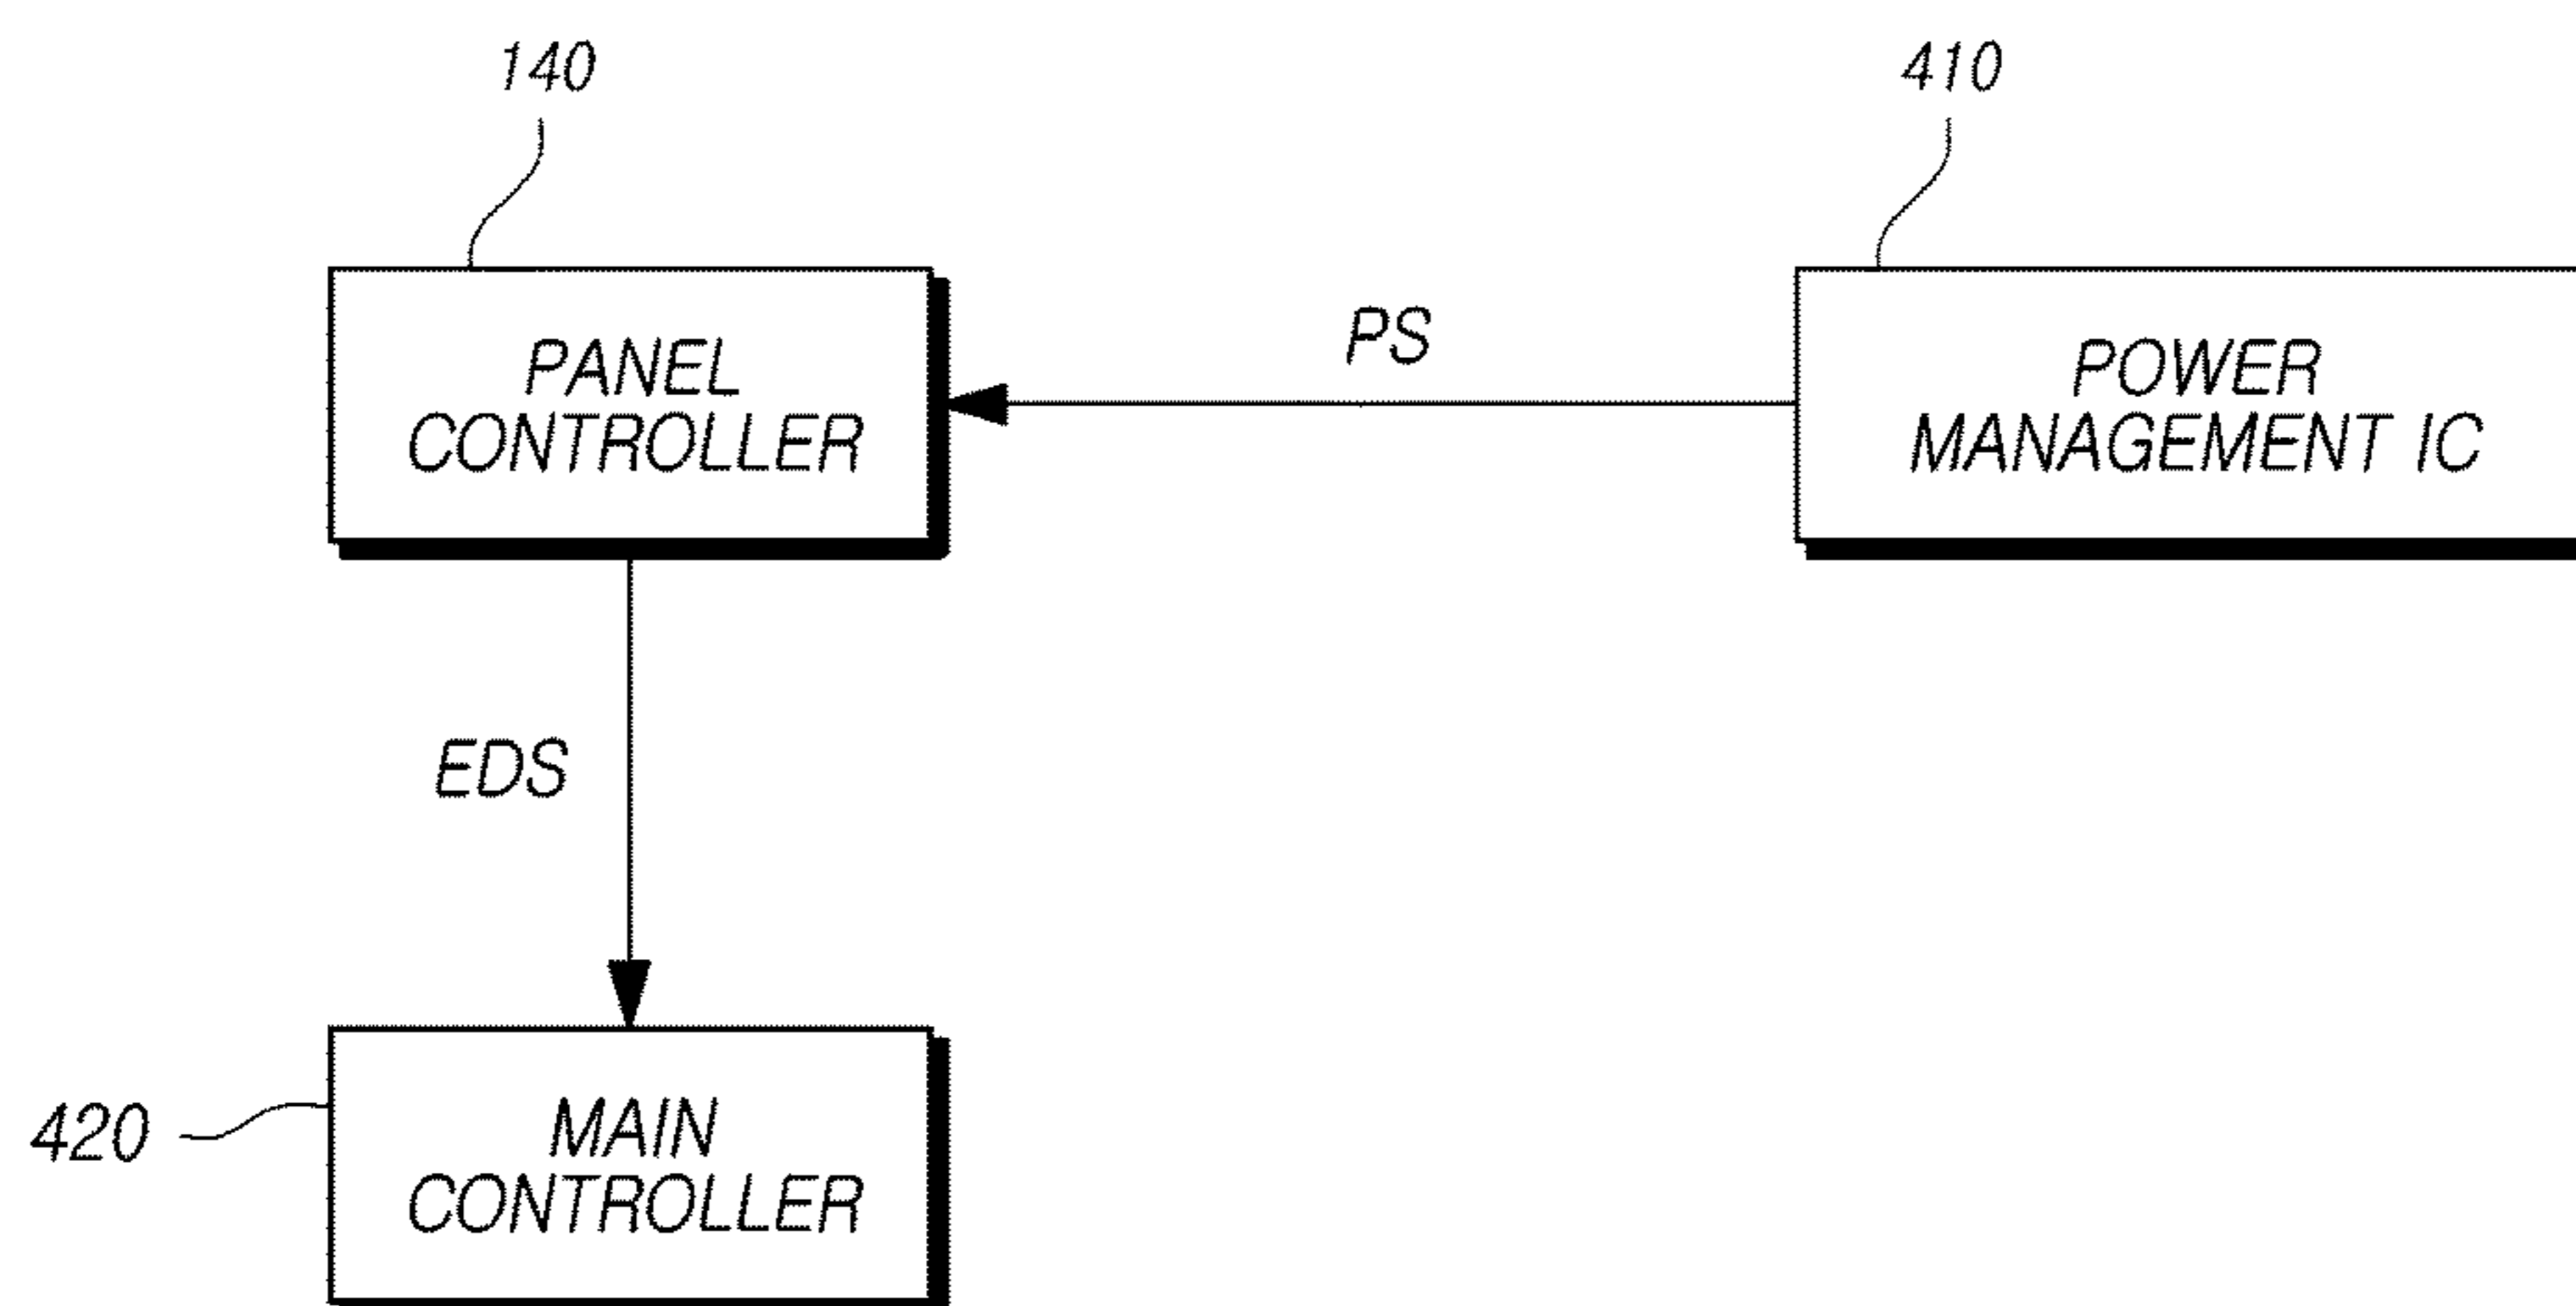 140
410
PANEL
CONTROLLER
PS
POWER
MANAGEMENT IC
EDS
420
MAIN
CONTROLLER